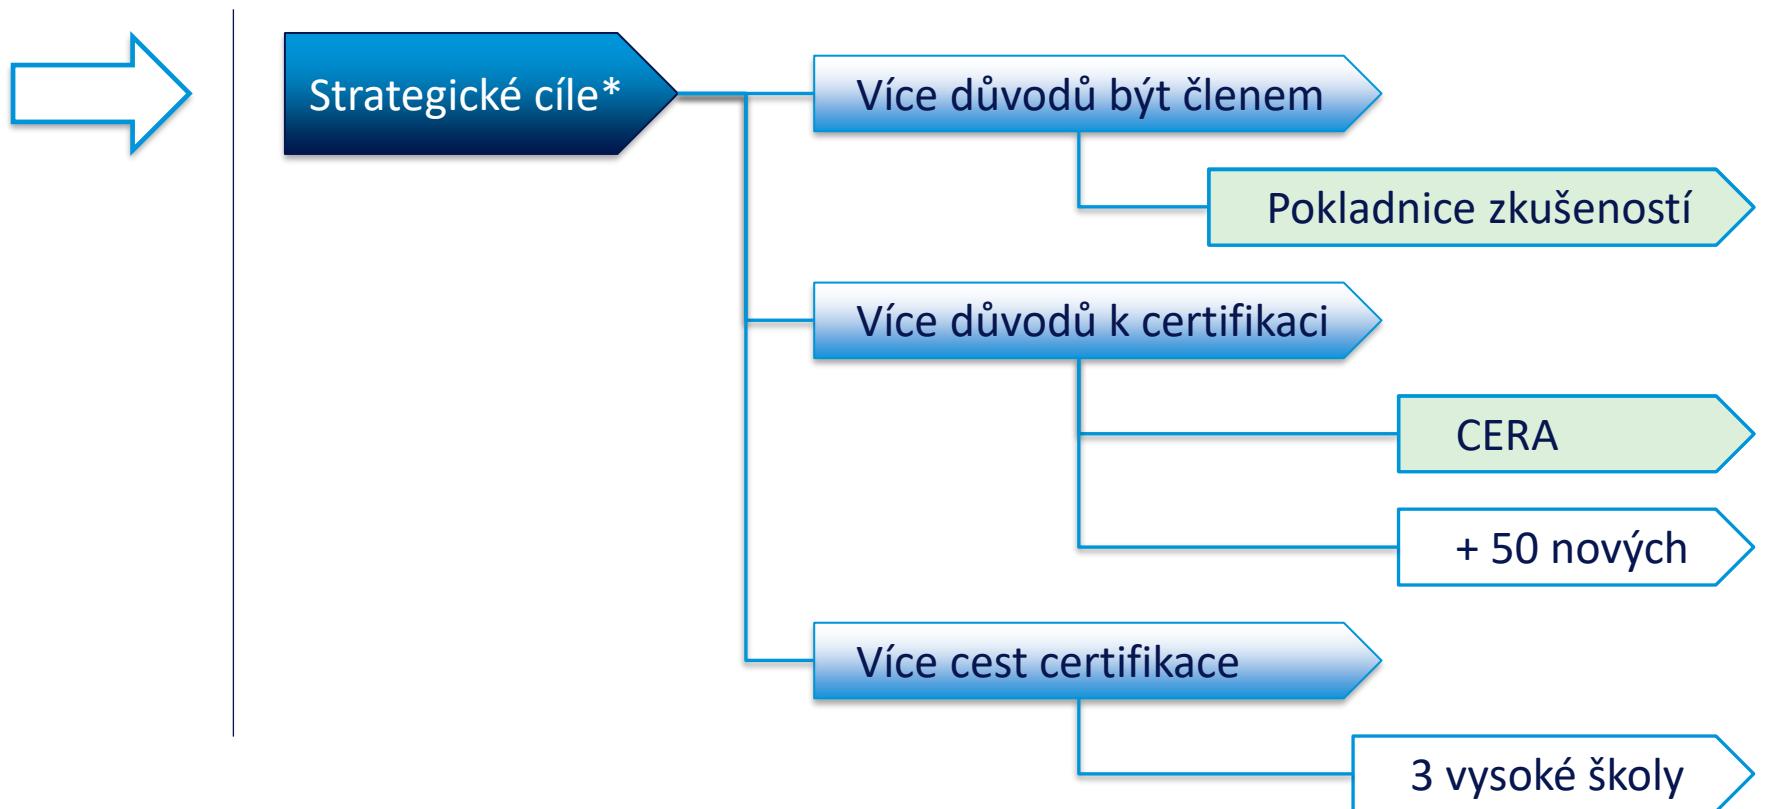 Strategické cíle*
Více důvodů být členem
Pokladnice zkušeností
Více důvodů k certifikaci
CERA
+ 50 nových
Více cest certifikace
3 vysoké školy